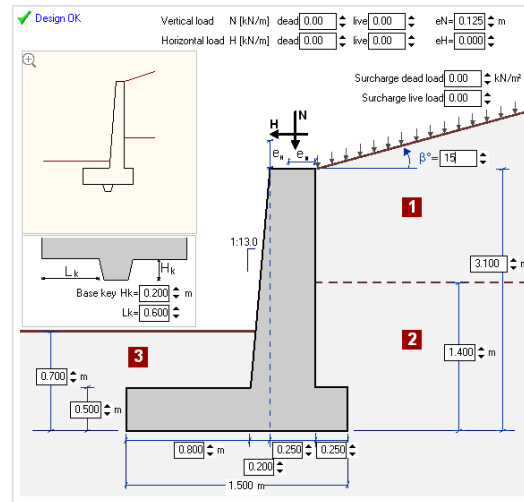 Design OK
Vertical load N [kN/m] dead 0.00 live 0.00 eN= 0.125 m
Horizontal load H [kN/m] dead 0.00 live 0.00 eH= 0.000
Surcharge dead load 0.00 kN/m²
Surcharge live load 0.00
H N
eH eN
β°= 15
1
1:13.0
Lk Hk
3.100 m
Base key Hk= 0.200 m
Lk= 0.600
2
3
1.400 m
0.700 m
0.500 m
0.800 m 0.250 0.250
0.200
1.500 m